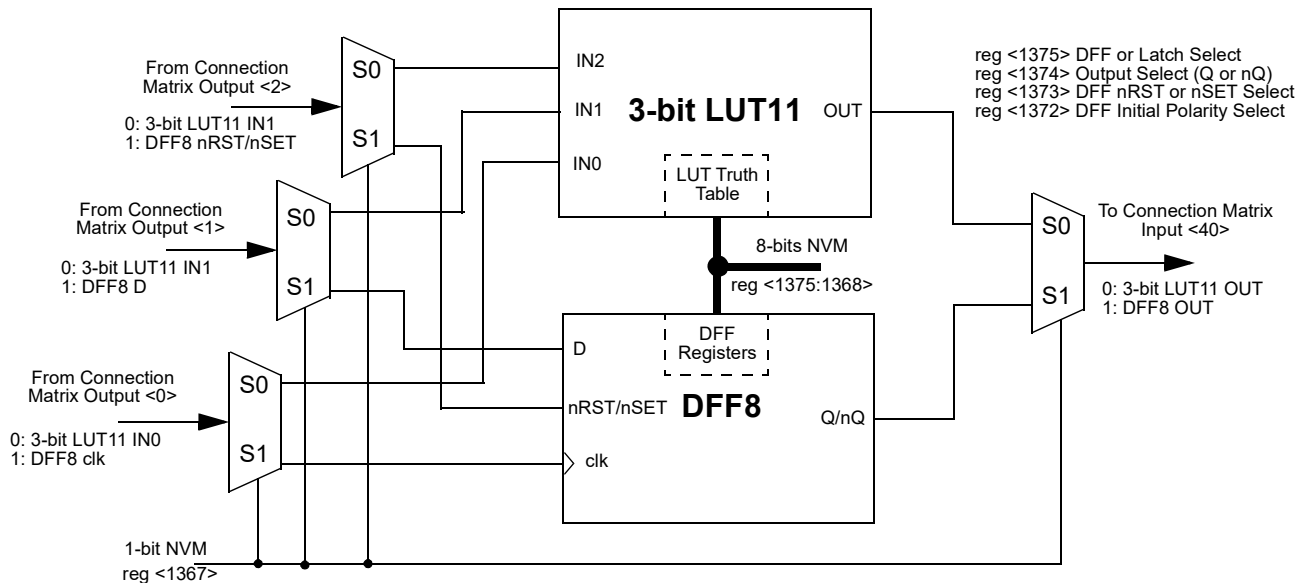 From Connection
Matrix Output <2>
0: 3-bit LUT11 IN1
1: DFF8 nRST/nSET
S0
S1
IN2
IN1
IN0
3-bit LUT11
OUT
LUT Truth
Table
reg <1375> DFF or Latch Select
reg <1374> Output Select (Q or nQ)
reg <1373> DFF nRST or nSET Select
reg <1372> DFF Initial Polarity Select
From Connection
Matrix Output <1>
0: 3-bit LUT11 IN1
1: DFF8 D
S0
S1
8-bits NVM
reg <1375:1368>
S0
S1
To Connection Matrix
Input <40>
0: 3-bit LUT11 OUT
1: DFF8 OUT
From Connection
Matrix Output <0>
0: 3-bit LUT11 IN0
1: DFF8 clk
S0
S1
D
nRST/nSET
clk
DFF
Registers
DFF8
Q/nQ
1-bit NVM
reg <1367>